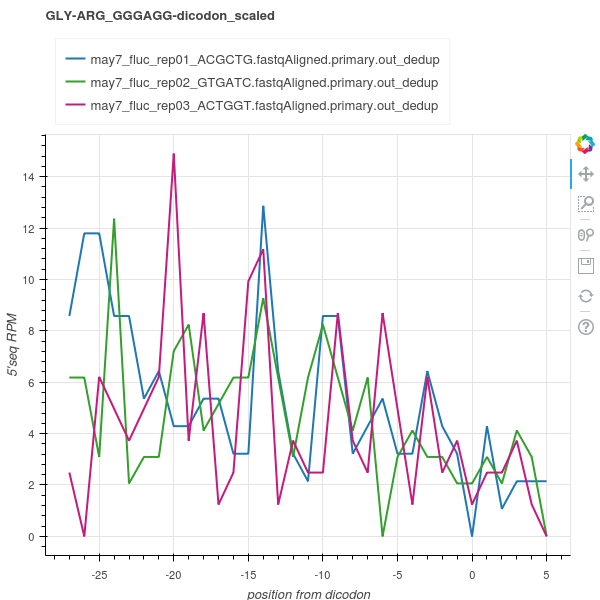 GLY-ARG_GGGAGG-dicodon_scaled
may7_fluc_rep01_ACGCTG.fastqAligned.primary.out_dedup
may7_fluc_rep02_GTGATC.fastqAligned.primary.out_dedup
may7_fluc_rep03_ACTGGT.fastqAligned.primary.out_dedup
14
12
10
8
6
4
2
0
5'seq RPM
-25 -20 -15 -10 -5 0 5
position from dicodon